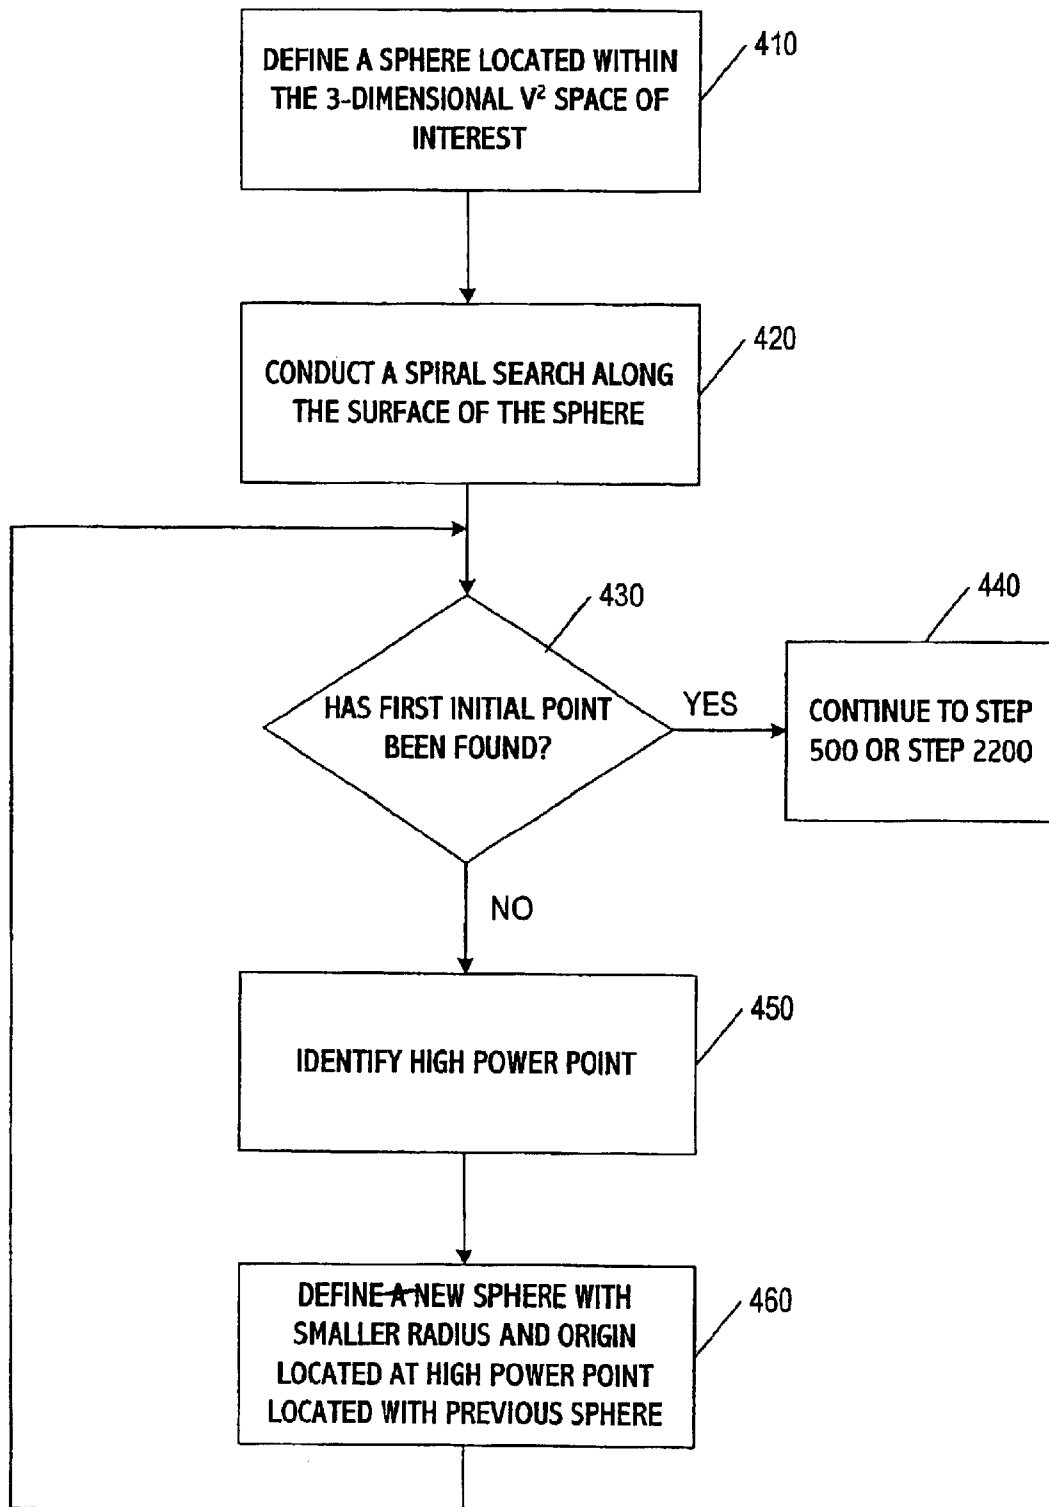 410
DEFINE A SPHERE LOCATED WITHIN
THE 3-DIMENSIONAL V² SPACE OF
INTEREST
420
CONDUCT A SPIRAL SEARCH ALONG
THE SURFACE OF THE SPHERE
430
HAS FIRST INITIAL POINT
BEEN FOUND?
YES
440
CONTINUE TO STEP
500 OR STEP 2200
NO
450
IDENTIFY HIGH POWER POINT
460
DEFINE A NEW SPHERE WITH
SMALLER RADIUS AND ORIGIN
LOCATED AT HIGH POWER POINT
LOCATED WITH PREVIOUS SPHERE